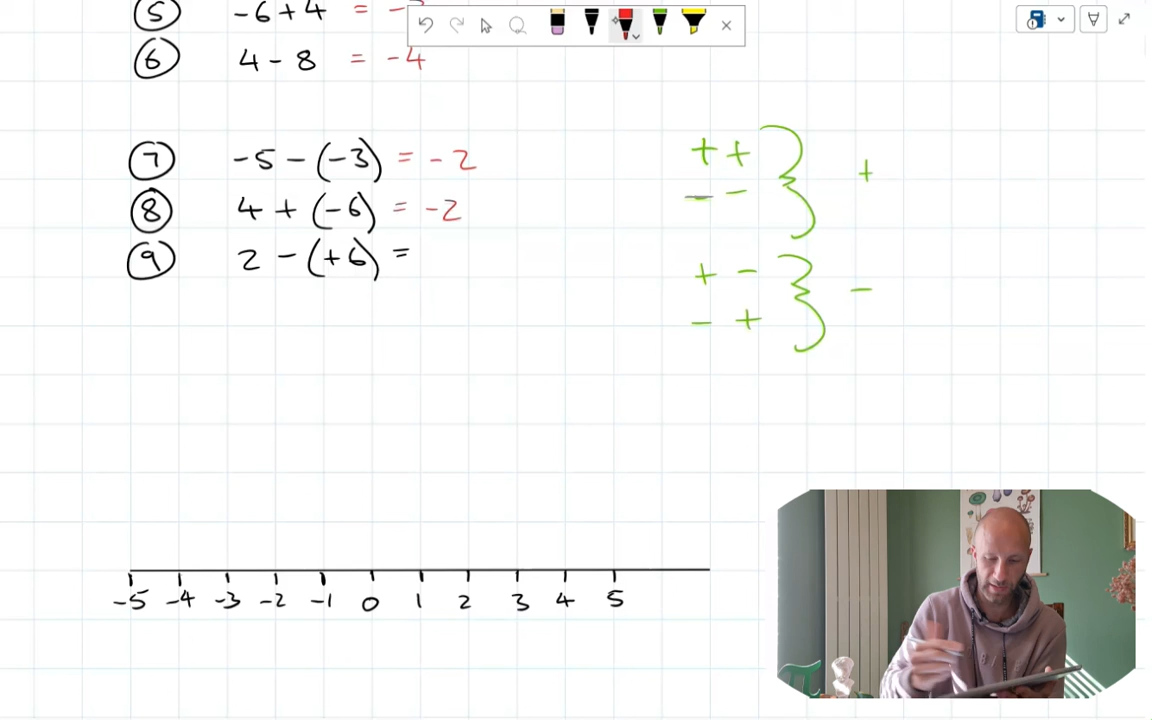 ⑤ -6+4 = -
⑥ 4-8 = -4
⑦ -5-(-3) = -2
⑧ 4+(-6) = -2
⑨ 2-(+6) =
+ + } +
- -
+ - } -
- +
-5 -4 -3 -2 -1 0 1 2 3 4 5